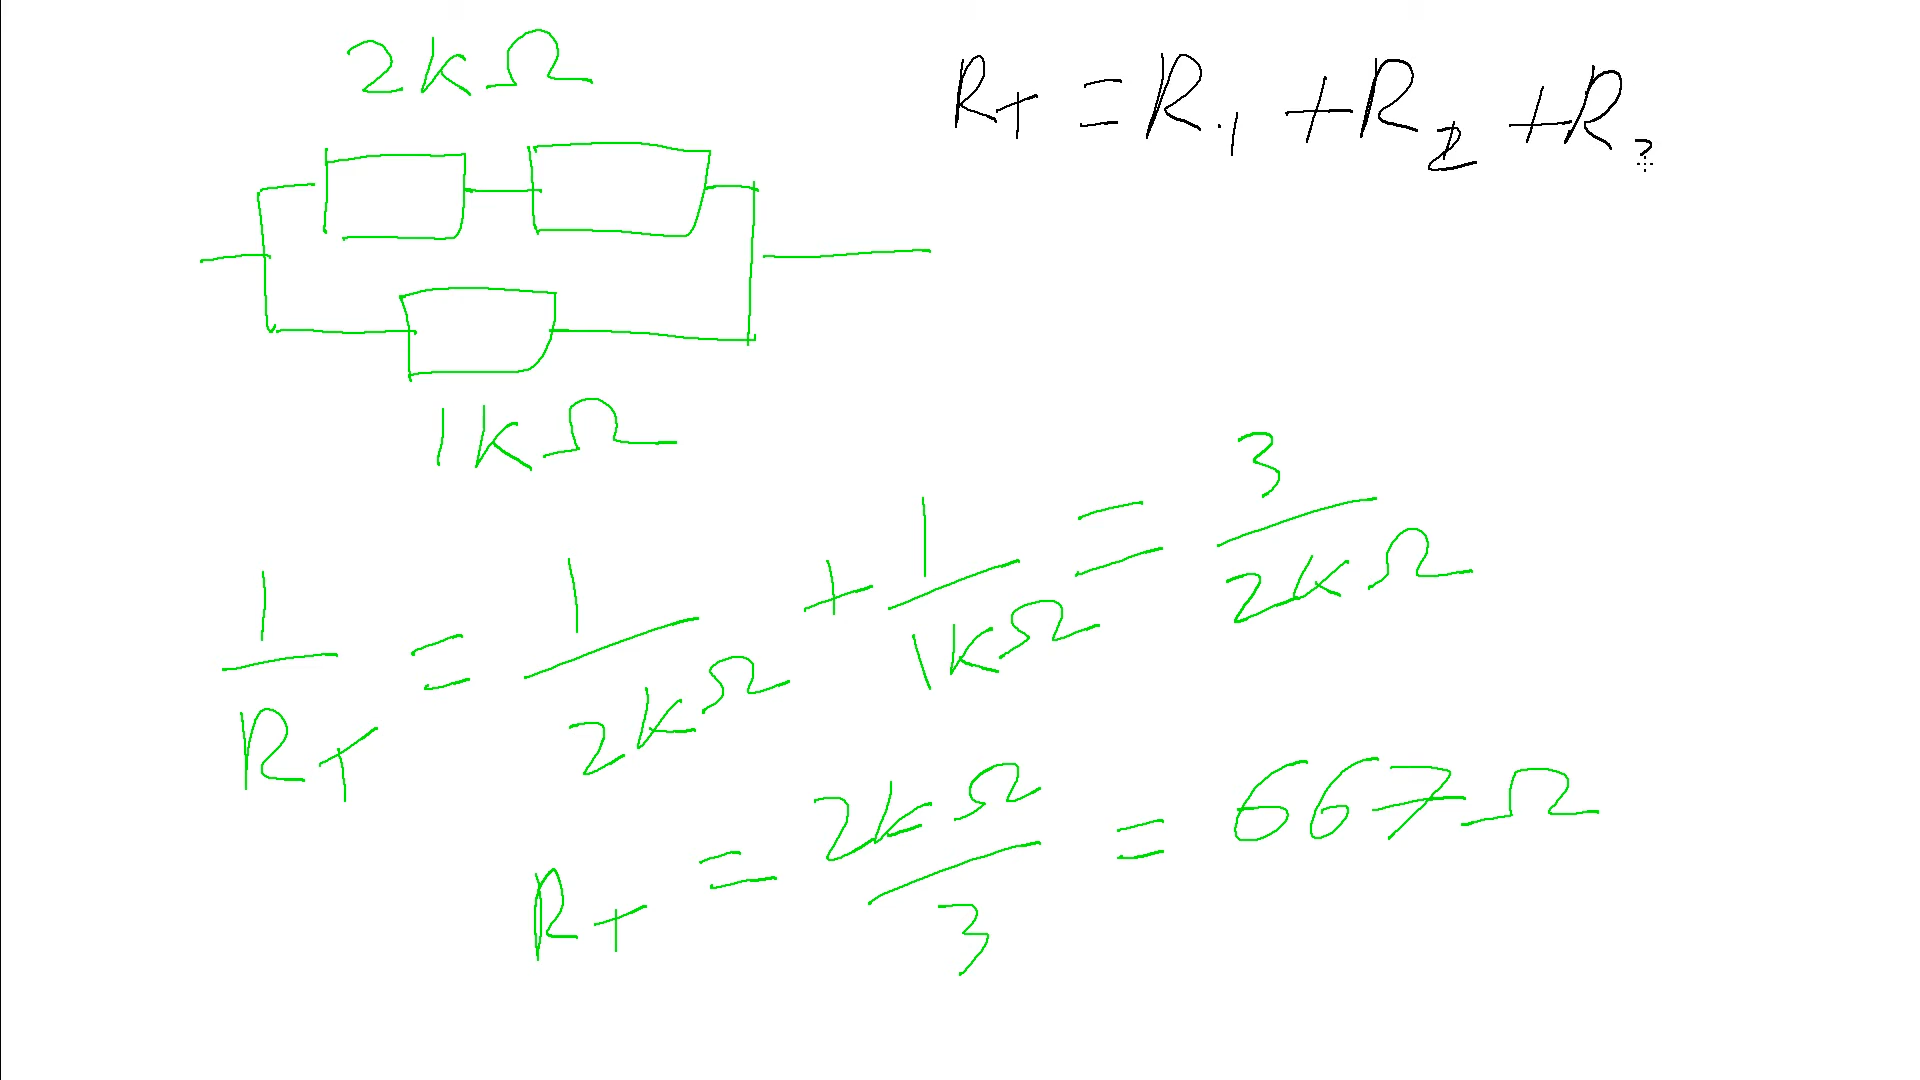 2kΩ
R_T = R_1 + R_2 + R_3
1kΩ
1/R_T = 1/2kΩ + 1/1kΩ = 3/2kΩ
R_T = 2kΩ/3 = 667Ω